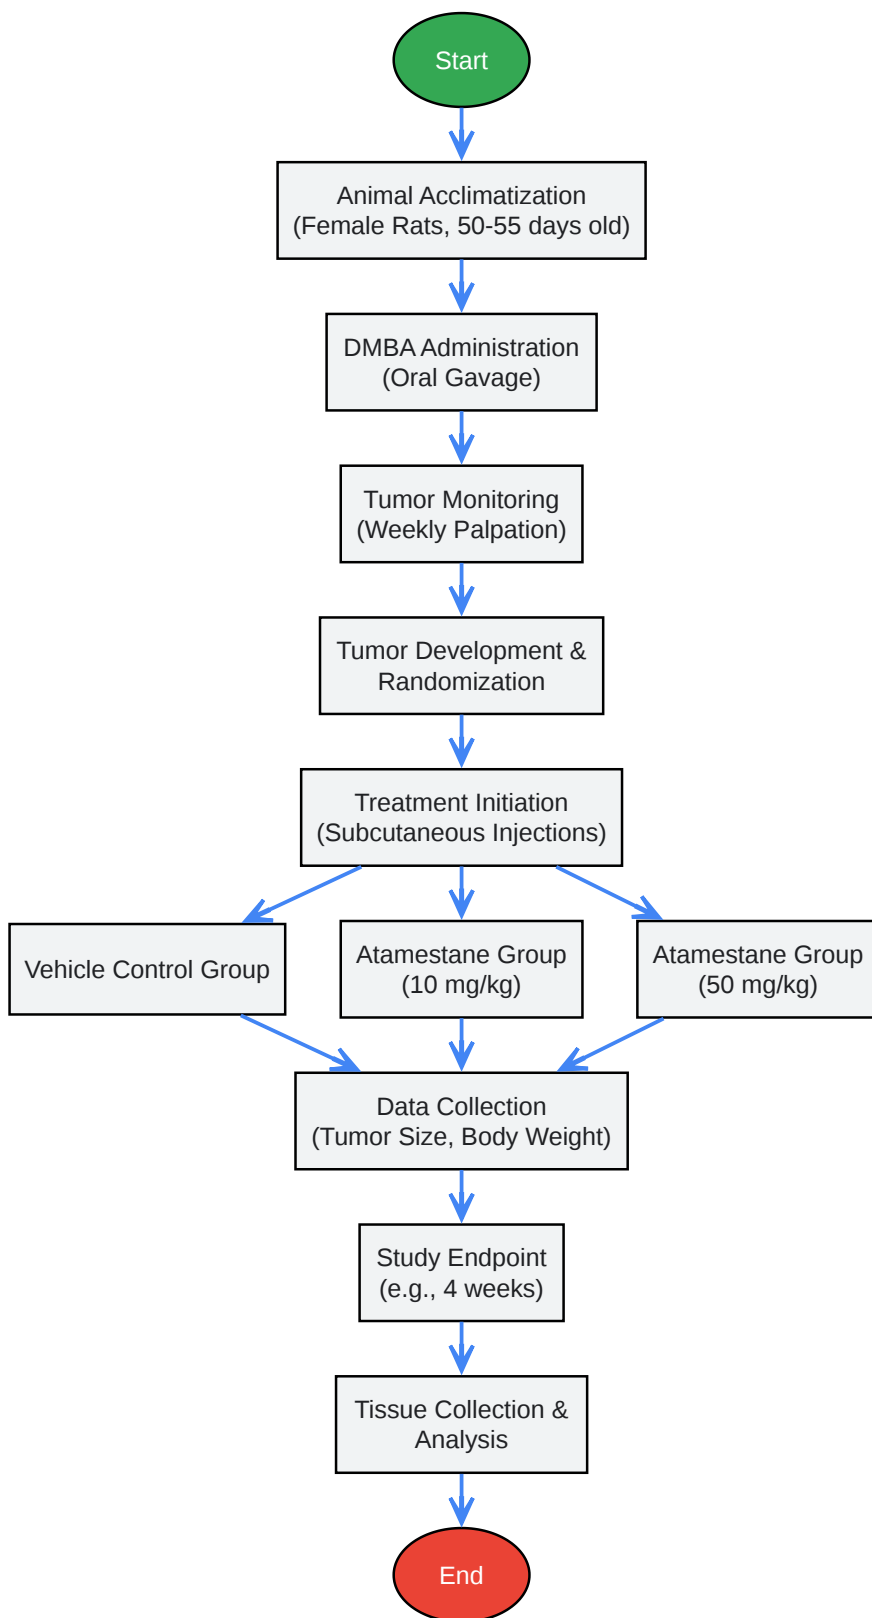 Start
Animal Acclimatization
(Female Rats, 50-55 days old)
DMBA Administration
(Oral Gavage)
Tumor Monitoring
(Weekly Palpation)
Tumor Development &
Randomization
Treatment Initiation
(Subcutaneous Injections)
Vehicle Control Group
Atamestane Group
(10 mg/kg)
Atamestane Group
(50 mg/kg)
Data Collection
(Tumor Size, Body Weight)
Study Endpoint
(e.g., 4 weeks)
Tissue Collection &
Analysis
End